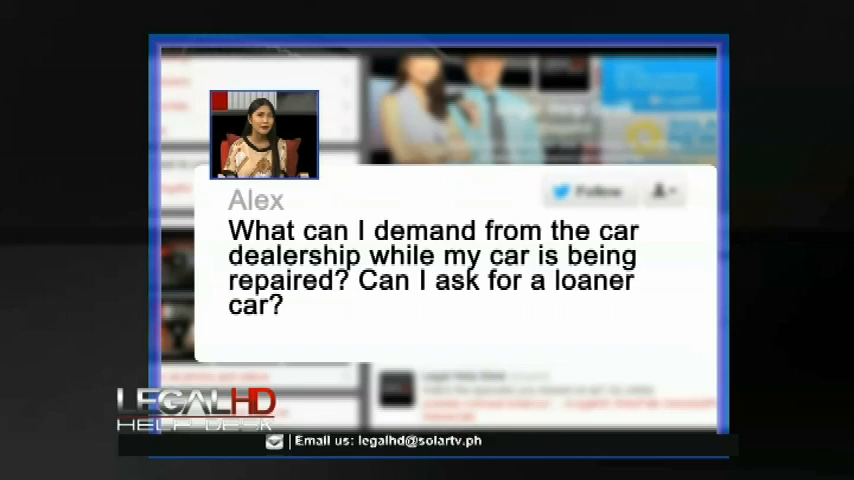 Alex
What can I demand from the car
dealership while my car is being
repaired? Can I ask for a loaner
car?
Follow
LEGALHD
HELP DESK
Email us: legalhd@solartv.ph